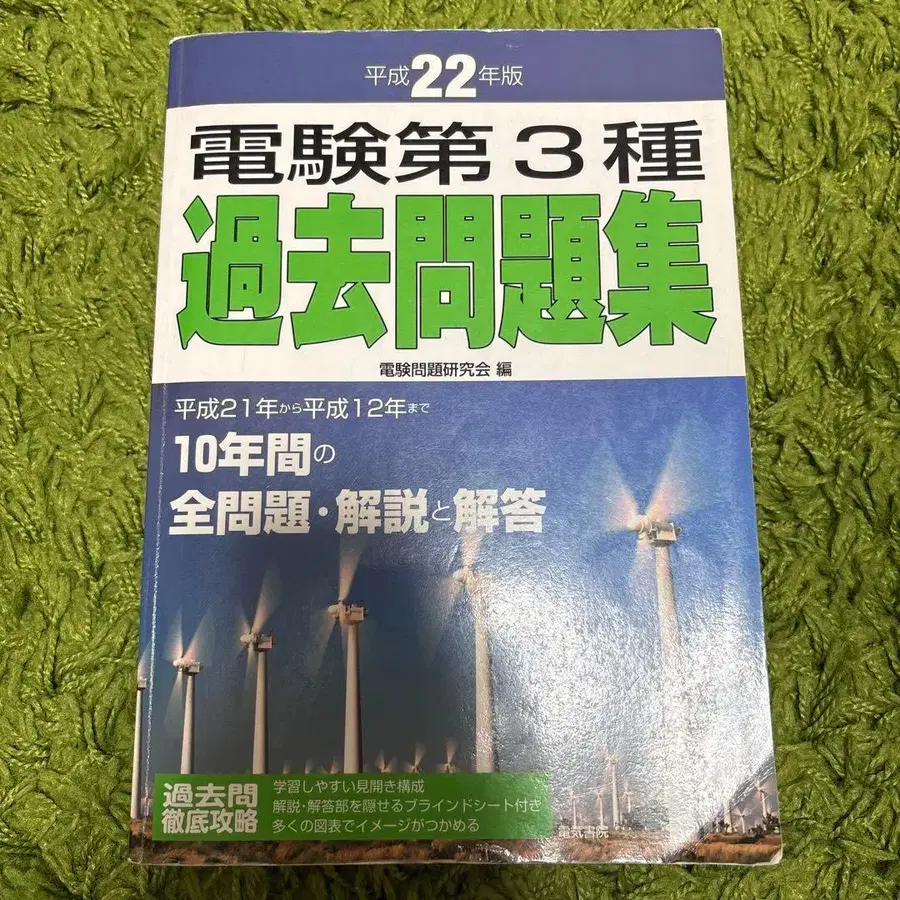 平成22年版
電験第3種
過去問題集
電験問題研究会 編
平成21年から平成12年まで
10年間の
全問題・解説と解答
過去問
徹底攻略
学習しやすい見開き構成
解説・解答部を隠せるブラインドシート付き
多くの図表でイメージがつかめる
電気書院